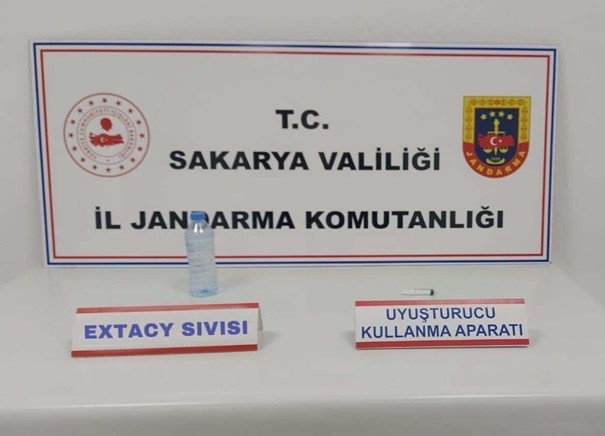 T.C.
SAKARYA VALİLİĞİ
İL JANDARMA KOMUTANLIĞI
JANDARMA
EXTACY SIVISI
UYUŞTURUCU
KULLANMA APARATI